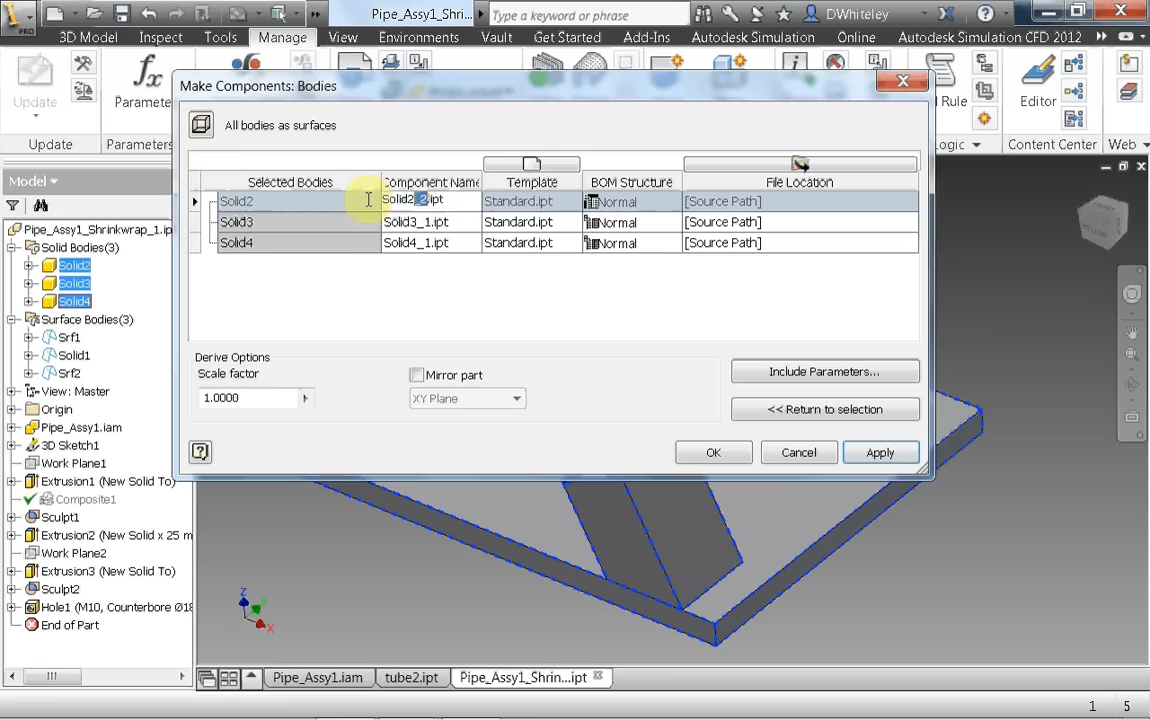 PRO
Pipe_Assy1_Shri...
Type a keyword or phrase
DWhiteley
3D Model
Inspect
Tools
Manage
View
Environments
Vault
Get Started
Add-Ins
Autodesk Simulation
Online
Autodesk Simulation CFD 2012
Update
Parameters
Rule
Editor
Update
Content Center
Web
Make Components: Bodies
All bodies as surfaces
Selected Bodies
Component Name
Template
BOM Structure
File Location
Solid2
Solid2_2.ipt
Standard.ipt
Normal
[Source Path]
Solid3
Solid3_1.ipt
Standard.ipt
Normal
[Source Path]
Solid4
Solid4_1.ipt
Standard.ipt
Normal
[Source Path]
Derive Options
Scale factor
1.0000
Mirror part
XY Plane
Include Parameters...
<< Return to selection
OK
Cancel
Apply
Model
Pipe_Assy1_Shrinkwrap_1.ip
Solid Bodies(3)
Solid2
Solid3
Solid4
Surface Bodies(3)
Srf1
Solid1
Srf2
View: Master
Origin
Pipe_Assy1.iam
3D Sketch1
Work Plane1
Extrusion1 (New Solid To)
Composite1
Sculpt1
Extrusion2 (New Solid x 25 m
Work Plane2
Extrusion3 (New Solid To)
Sculpt2
Hole1 (M10, Counterbore Ø18
End of Part
BOTTOM
Z
X
Pipe_Assy1.iam
tube2.ipt
Pipe_Assy1_Shrin...ipt
1
5